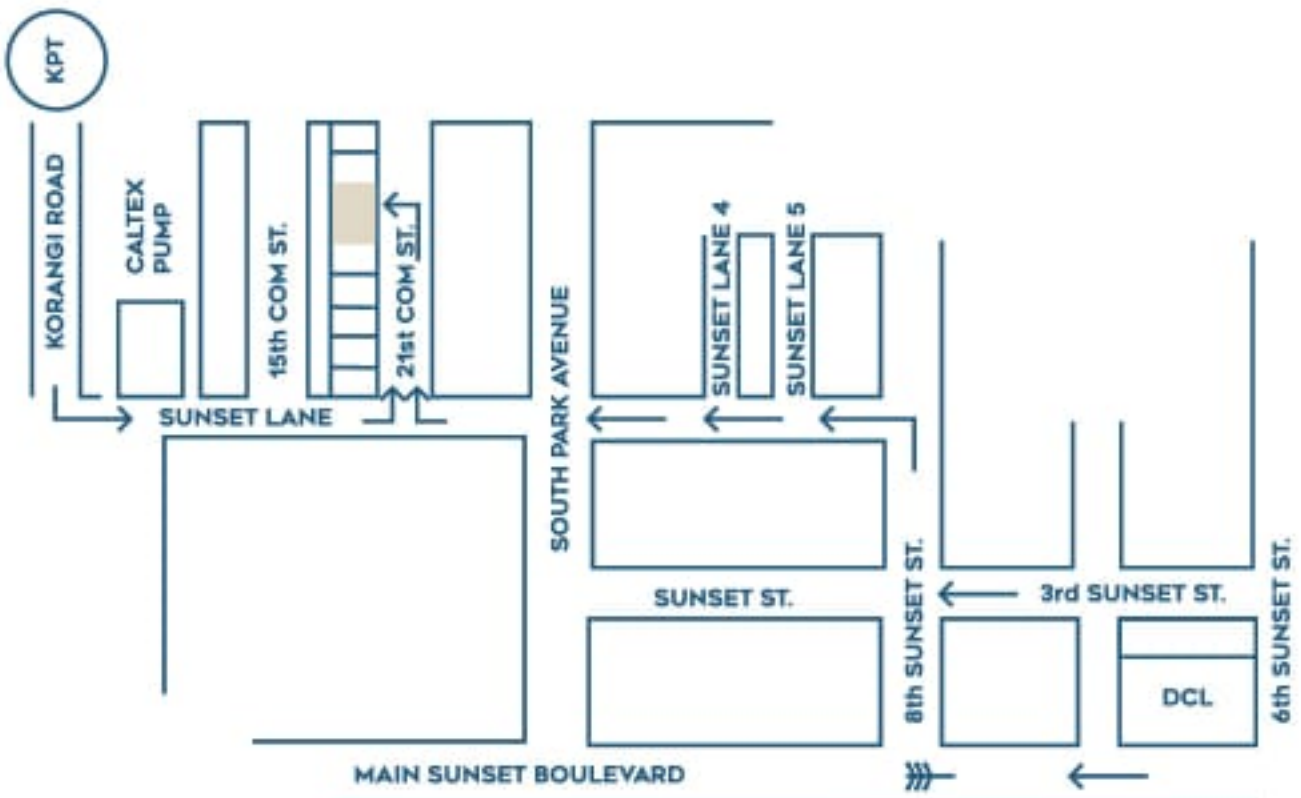 KPT
KORANGI ROAD
CALTEX
PUMP
15th COM ST.
21st COM ST.
SUNSET LANE
SOUTH PARK AVENUE
SUNSET LANE 4
SUNSET LANE 5
SUNSET ST.
8th SUNSET ST.
3rd SUNSET ST.
6th SUNSET ST.
DCL
MAIN SUNSET BOULEVARD